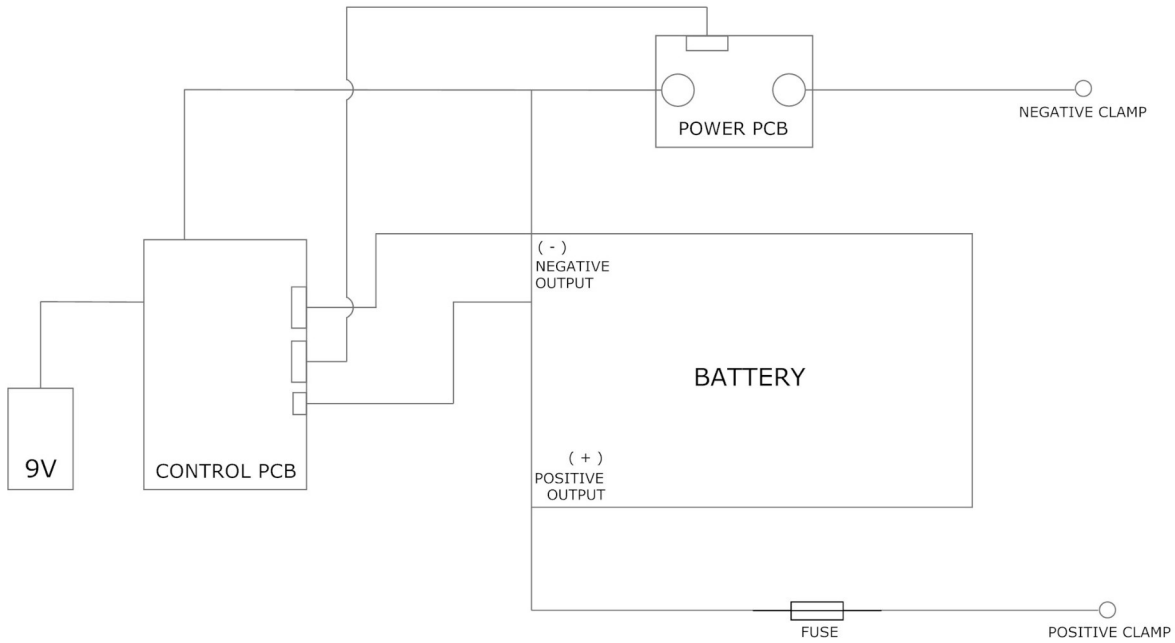 POWER PCB
NEGATIVE CLAMP
( - )
NEGATIVE
OUTPUT
BATTERY
9V
CONTROL PCB
( + )
POSITIVE
OUTPUT
FUSE
POSITIVE CLAMP